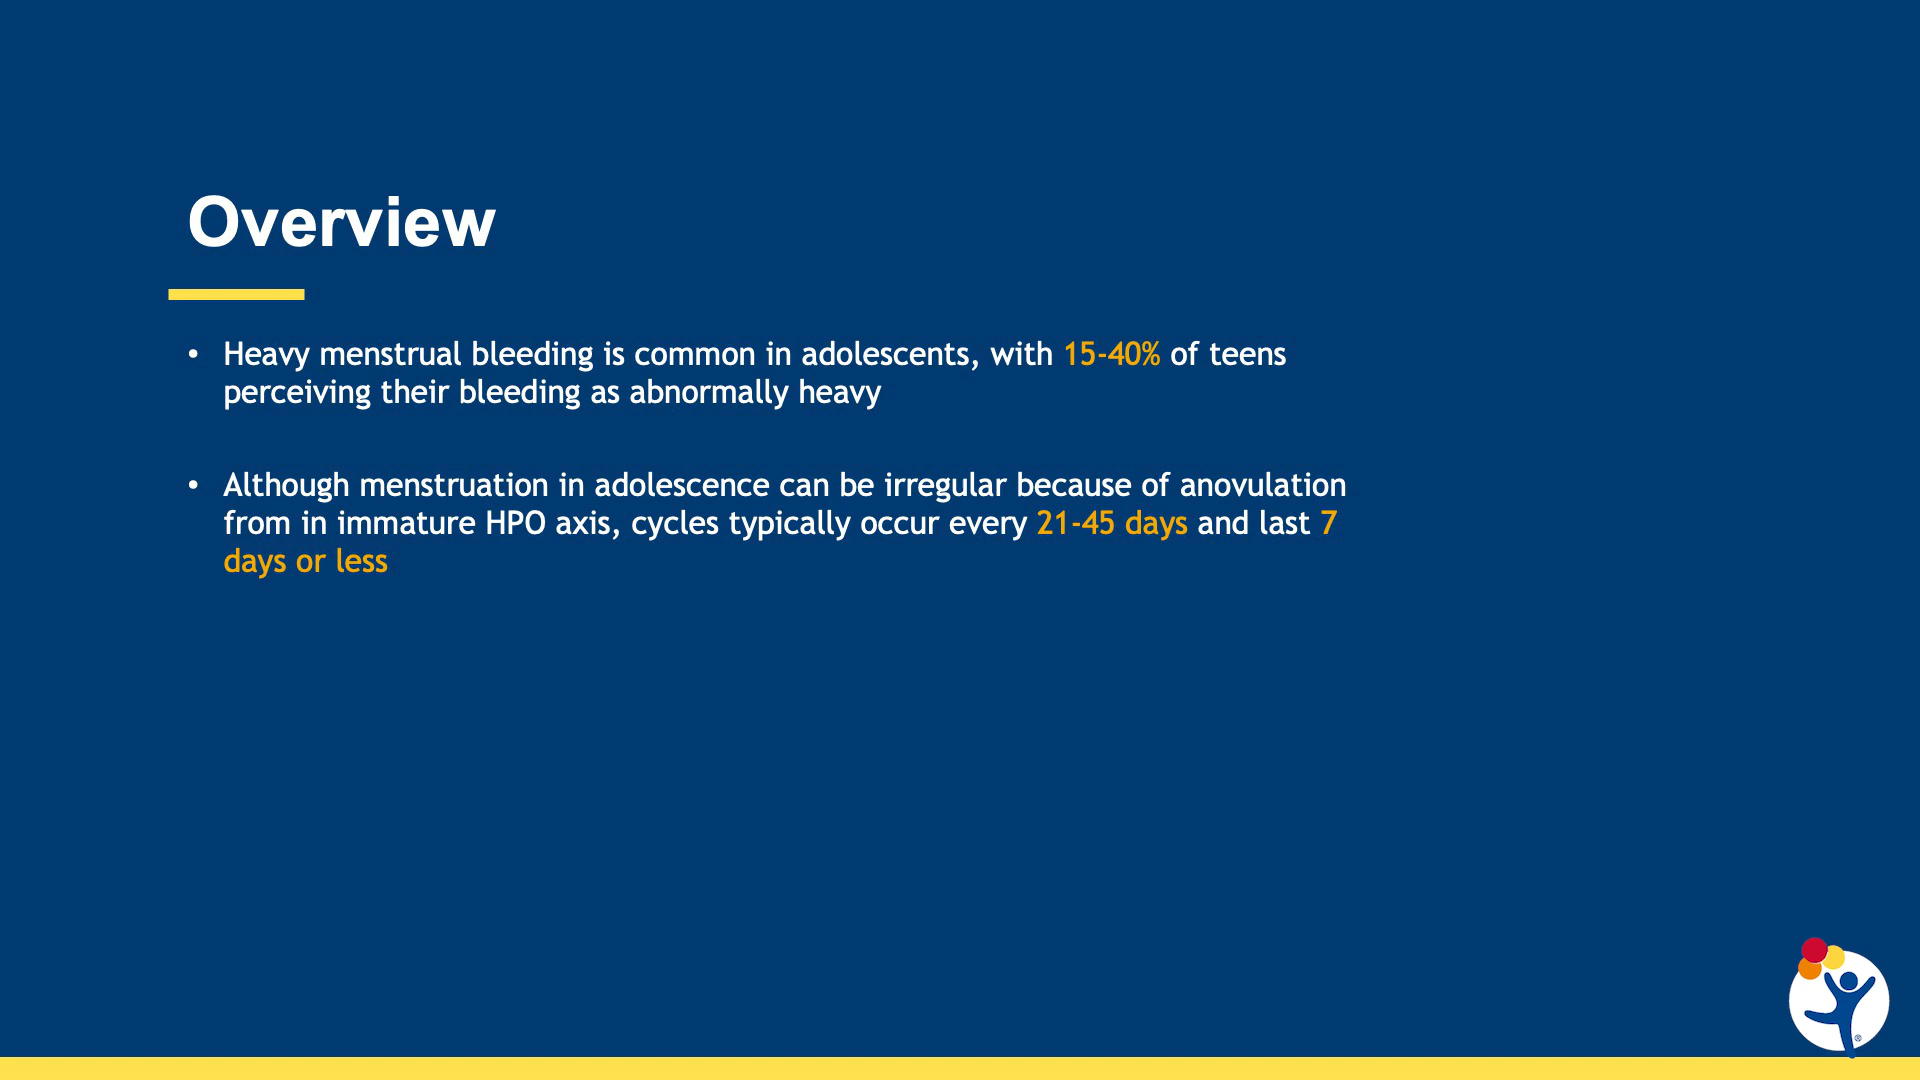 Overview
• Heavy menstrual bleeding is common in adolescents, with 15-40% of teens
perceiving their bleeding as abnormally heavy
• Although menstruation in adolescence can be irregular because of anovulation
from in immature HPO axis, cycles typically occur every 21-45 days and last 7
days or less
®